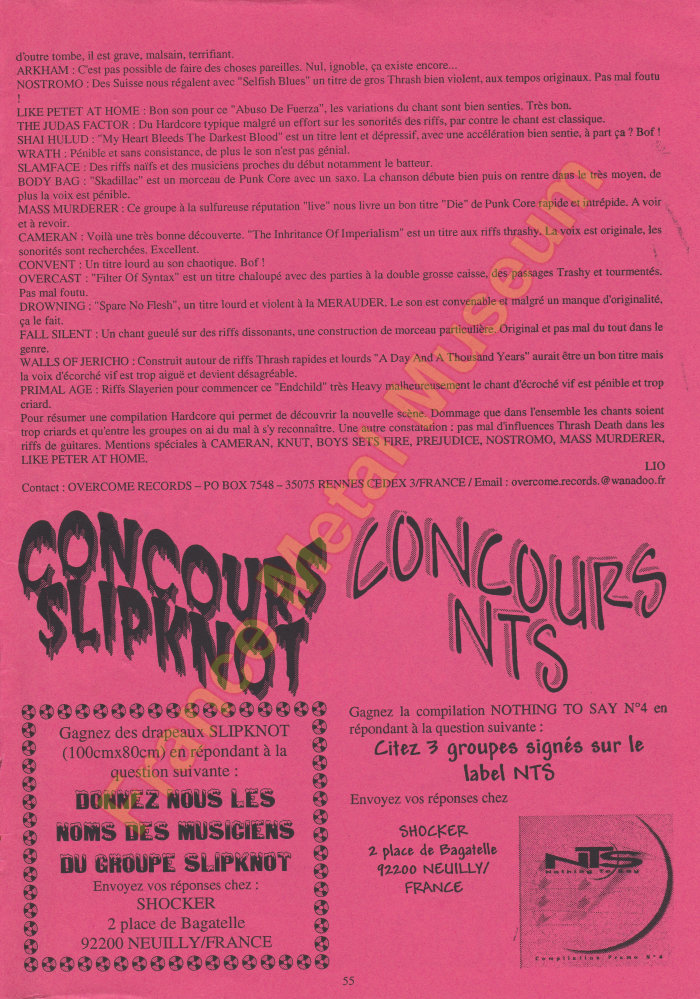 d'outre tombe, il est grave, malsain, terrifiant.
ARKHAM : C'est pas possible de faire des choses pareilles. Nul, ignoble, ça existe encore...
NOSTROMO : Des Suisse nous régalent avec "Selfish Blues" un titre de gros Thrash bien violent, aux tempos originaux. Pas mal foutu
!
LIKE PETET AT HOME : Bon son pour ce "Abuso De Fuerza", les variations du chant sont bien senties. Très bon.
THE JUDAS FACTOR : Du Hardcore typique malgré un effort sur les sonorités des riffs, par contre le chant est classique.
SHAI HULUD : "My Heart Bleeds The Darkest Blood" est un titre lent et dépressif, avec une accélération bien sentie, à part ça ? Bof !
WRATH : Pénible et sans consistance, de plus le son n'est pas génial.
SLAMFACE : Des riffs naïfs et des musiciens proches du début notamment le batteur.
BODY BAG : "Skadillac" est un morceau de Punk Core avec un saxo. La chanson débute bien puis on rentre dans le très moyen, de
plus la voix est pénible.
MASS MURDERER : Ce groupe à la sulfureuse réputation "live" nous livre un bon titre "Die" de Punk Core rapide et intrépide. A voir
et à revoir.
CAMERAN : Voilà une très bonne découverte. "The Inhritance Of Imperialism" est un titre aux riffs thrashy. La voix est originale, les
sonorités sont recherchées. Excellent.
CONVENT : Un titre lourd au son chaotique. Bof !
OVERCAST : "Filter Of Syntax" est un titre chaloupé avec des parties à la double grosse caisse, des passages Trashy et tourmentés.
Pas mal foutu.
DROWNING : "Spare No Flesh", un titre lourd et violent à la MERAUDER. Le son est convenable et malgré un manque d'originalité,
ça le fait.
FALL SILENT : Un chant gueulé sur des riffs dissonants, une construction de morceau particulière. Original et pas mal du tout dans le
genre.
WALLS OF JERICHO : Construit autour de riffs Thrash rapides et lourds "A Day And A Thousand Years" aurait être un bon titre mais
la voix d'écorché vif est trop aiguë et devient désagréable.
PRIMAL AGE : Riffs Slayerien pour commencer ce "Endchild" très Heavy malheureusement le chant d'écroché vif est pénible et trop
criard.
Pour résumer une compilation Hardcore qui permet de découvrir la nouvelle scène. Dommage que dans l'ensemble les chants soient
trop criards et qu'entre les groupes on ai du mal à s'y reconnaître. Une autre constatation : pas mal d'influences Thrash Death dans les
riffs de guitares. Mentions spéciales à CAMERAN, KNUT, BOYS SETS FIRE, PREJUDICE, NOSTROMO, MASS MURDERER,
LIKE PETER AT HOME.
LIO
Contact : OVERCOME RECORDS – PO BOX 7548 – 35075 RENNES CEDEX 3/FRANCE / Email : overcome.records.@wanadoo.fr
CONCOURS
SLIPKNOT
Gagnez des drapeaux SLIPKNOT
(100cmx80cm) en répondant à la
question suivante :
DONNEZ NOUS LES
NOMS DES MUSICIENS
DU GROUPE SLIPKNOT
Envoyez vos réponses chez :
SHOCKER
2 place de Bagatelle
92200 NEUILLY/FRANCE
CONCOURS
NTS
Gagnez la compilation NOTHING TO SAY N°4 en
répondant à la question suivante :
Citez 3 groupes signés sur le
label NTS
Envoyez vos réponses chez
SHOCKER
2 place de Bagatelle
92200 NEUILLY/
FRANCE
NTS
Nothing To Say
Compilation Promo N°4
55
France Metal Museum